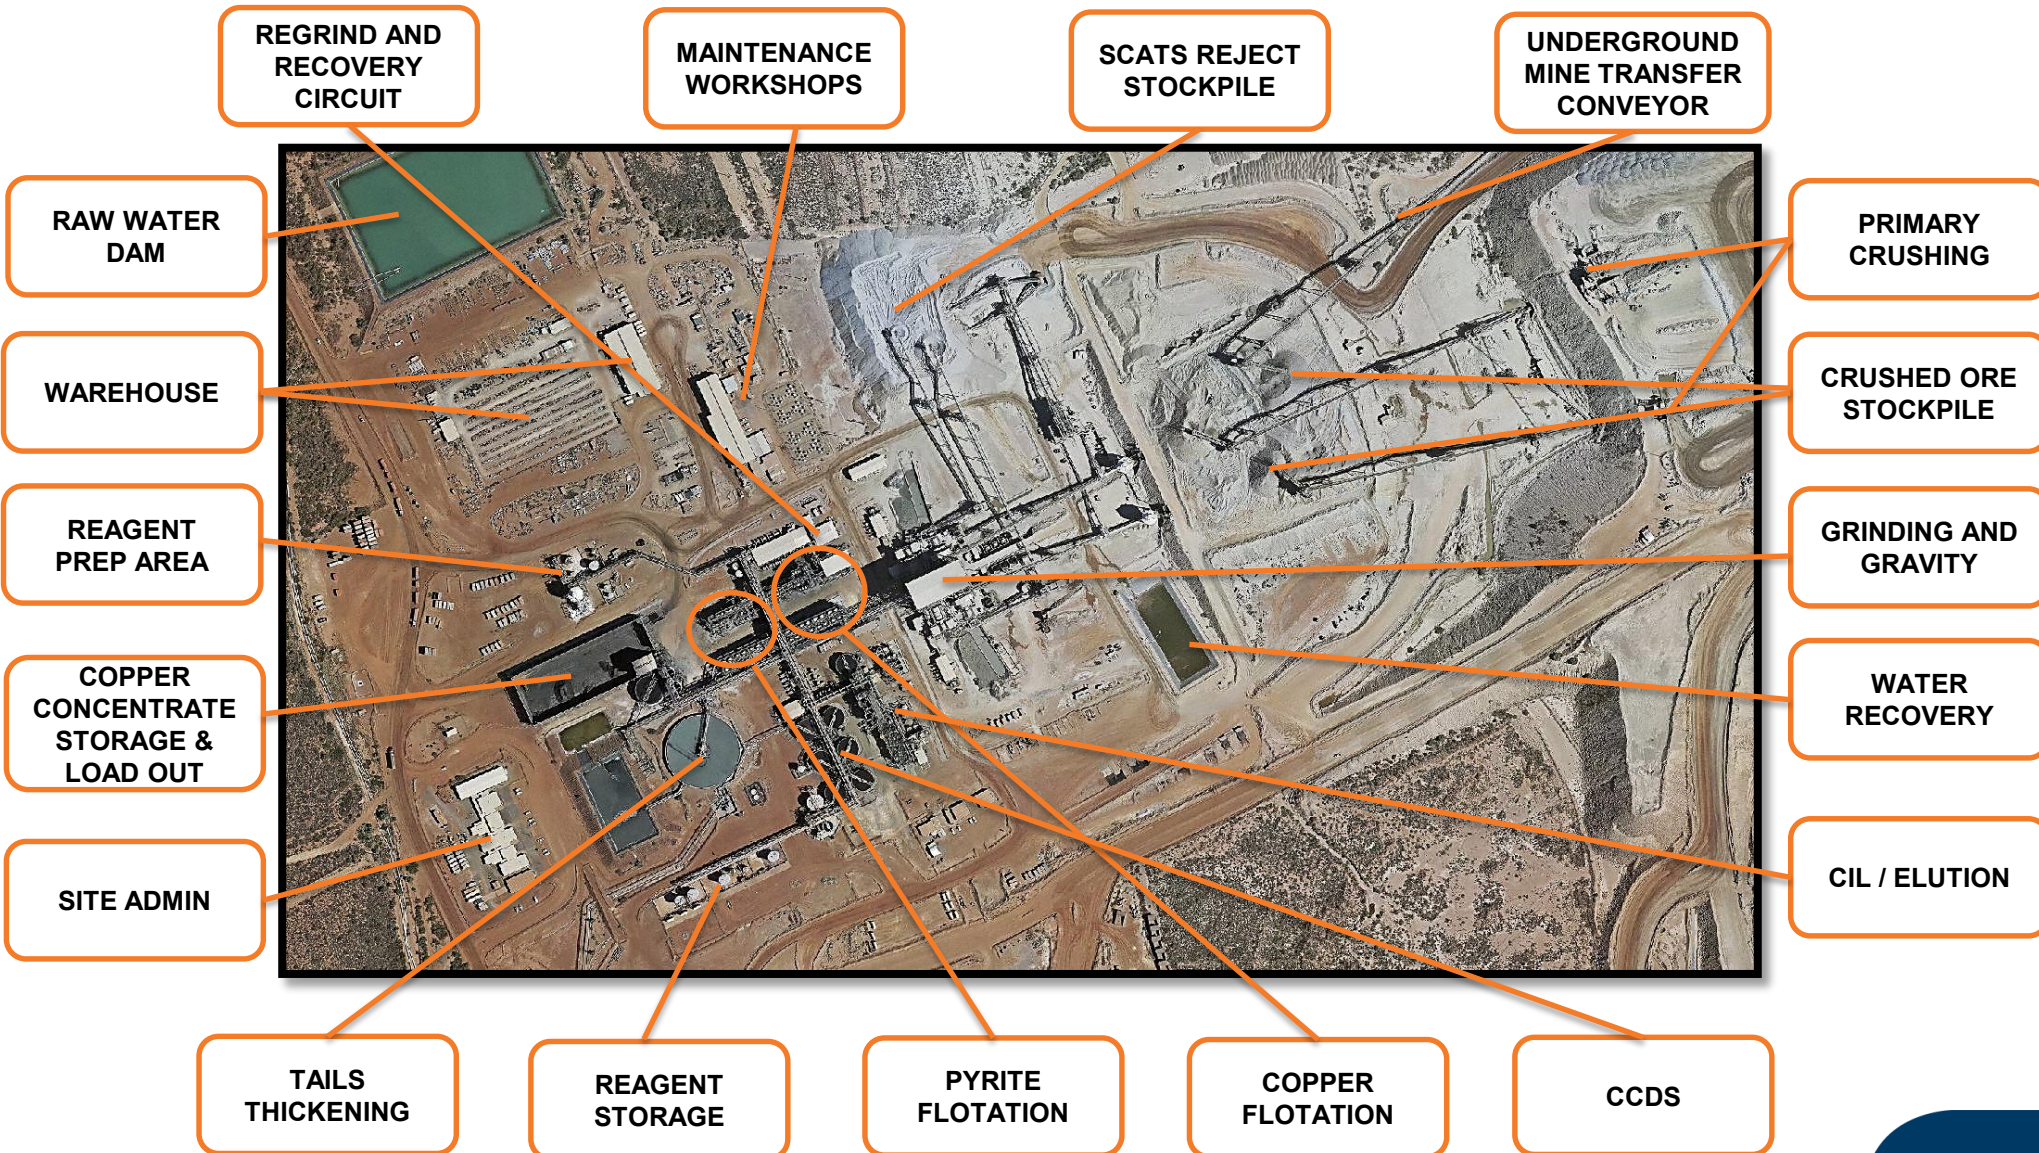 REGRIND AND
RECOVERY
CIRCUIT
MAINTENANCE
WORKSHOPS
SCATS REJECT
STOCKPILE
UNDERGROUND
MINE TRANSFER
CONVEYOR
RAW WATER
DAM
WAREHOUSE
REAGENT
PREP AREA
COPPER
CONCENTRATE
STORAGE &
LOAD OUT
SITE ADMIN
PRIMARY
CRUSHING
CRUSHED ORE
STOCKPILE
GRINDING AND
GRAVITY
WATER
RECOVERY
CIL / ELUTION
TAILS
THICKENING
REAGENT
STORAGE
PYRITE
FLOTATION
COPPER
FLOTATION
CCDS